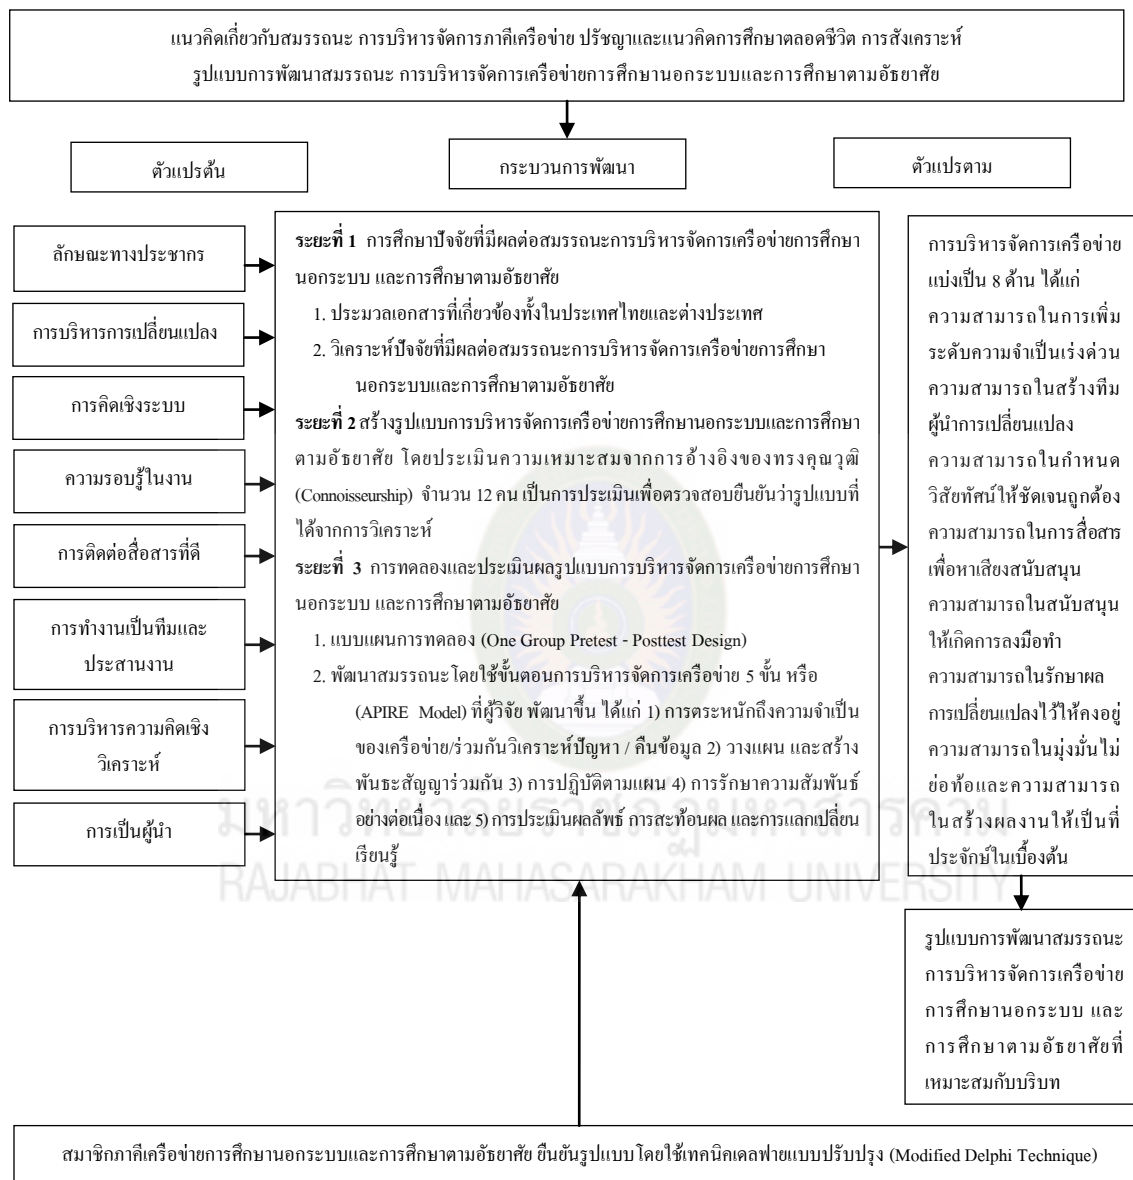 แนวคิดเกี่ยวกับสมรรถนะ การบริหารจัดการภาคีเครือข่าย ปรัชญาและแนวคิดการศึกษาตลอดชีวิต การสังเคราะห์
รูปแบบการพัฒนาสมรรถนะ การบริหารจัดการเครือข่ายการศึกษานอกระบบและการศึกษาตามอัธยาศัย
ตัวแปรต้น
กระบวนการพัฒนา
ตัวแปรตาม
ลักษณะทางประชากร
การบริหารการเปลี่ยนแปลง
การคิดเชิงระบบ
ความรอบรู้ในงาน
การติดต่อสื่อสารที่ดี
การทำงานเป็นทีมและ
ประสานงาน
การบริหารความคิดเชิง
วิเคราะห์
การเป็นผู้นำ
ระยะที่ 1 การศึกษาปัจจัยที่มีผลต่อสมรรถนะการบริหารจัดการเครือข่ายการศึกษา
นอกระบบ และการศึกษาตามอัธยาศัย
1. ประมวลเอกสารที่เกี่ยวข้องทั้งในประเทศไทยและต่างประเทศ
2. วิเคราะห์ปัจจัยที่มีผลต่อสมรรถนะการบริหารจัดการเครือข่ายการศึกษา
นอกระบบและการศึกษาตามอัธยาศัย
ระยะที่ 2 สร้างรูปแบบการบริหารจัดการเครือข่ายการศึกษานอกระบบและการศึกษา
ตามอัธยาศัย โดยประเมินความเหมาะสมจากการอ้างอิงของทรงคุณวุฒิ
(Connoisseurship) จำนวน 12 คน เป็นการประเมินเพื่อตรวจสอบยืนยันว่ารูปแบบที่
ได้จากการวิเคราะห์
ระยะที่ 3 การทดลองและประเมินผลรูปแบบการบริหารจัดการเครือข่ายการศึกษา
นอกระบบ และการศึกษาตามอัธยาศัย
1. แบบแผนการทดลอง (One Group Pretest - Posttest Design)
2. พัฒนาสมรรถนะโดยใช้ขั้นตอนการบริหารจัดการเครือข่าย 5 ขั้น หรือ
(APIRE Model) ที่ผู้วิจัย พัฒนาขึ้น ได้แก่ 1) การตระหนักถึงความจำเป็น
ของเครือข่าย/ร่วมกันวิเคราะห์ปัญหา / คืนข้อมูล 2) วางแผน และสร้าง
พันธะสัญญาร่วมกัน 3) การปฏิบัติตามแผน 4) การรักษาความสัมพันธ์
อย่างต่อเนื่อง และ 5) การประเมินผลลัพธ์ การสะท้อนผล และการแลกเปลี่ยน
เรียนรู้
การบริหารจัดการเครือข่าย
แบ่งเป็น 8 ด้าน ได้แก่
ความสามารถในการเพิ่ม
ระดับความจำเป็นเร่งด่วน
ความสามารถในสร้างทีม
ผู้นำการเปลี่ยนแปลง
ความสามารถในกำหนด
วิสัยทัศน์ให้ชัดเจนถูกต้อง
ความสามารถในการสื่อสาร
เพื่อหาเสียงสนับสนุน
ความสามารถในสนับสนุน
ให้เกิดการลงมือทำ
ความสามารถในรักษาผล
การเปลี่ยนแปลงไว้ให้คงอยู่
ความสามารถในมุ่งมั่นไม่
ย่อท้อและความสามารถ
ในสร้างผลงานให้เป็นที่
ประจักษ์ในเบื้องต้น
มหาวิทยาลัยราชภัฏมหาสารคาม
RAJABHAT MAHASARAKHAM UNIVERSITY
รูปแบบการพัฒนาสมรรถนะ
การบริหารจัดการเครือข่าย
การศึกษานอกระบบ และ
การศึกษาตามอัธยาศัยที่
เหมาะสมกับบริบท
สมาชิกภาคีเครือข่ายการศึกษานอกระบบและการศึกษาตามอัธยาศัย ยืนยันรูปแบบโดยใช้เทคนิคเดลฟายแบบปรับปรุง (Modified Delphi Technique)